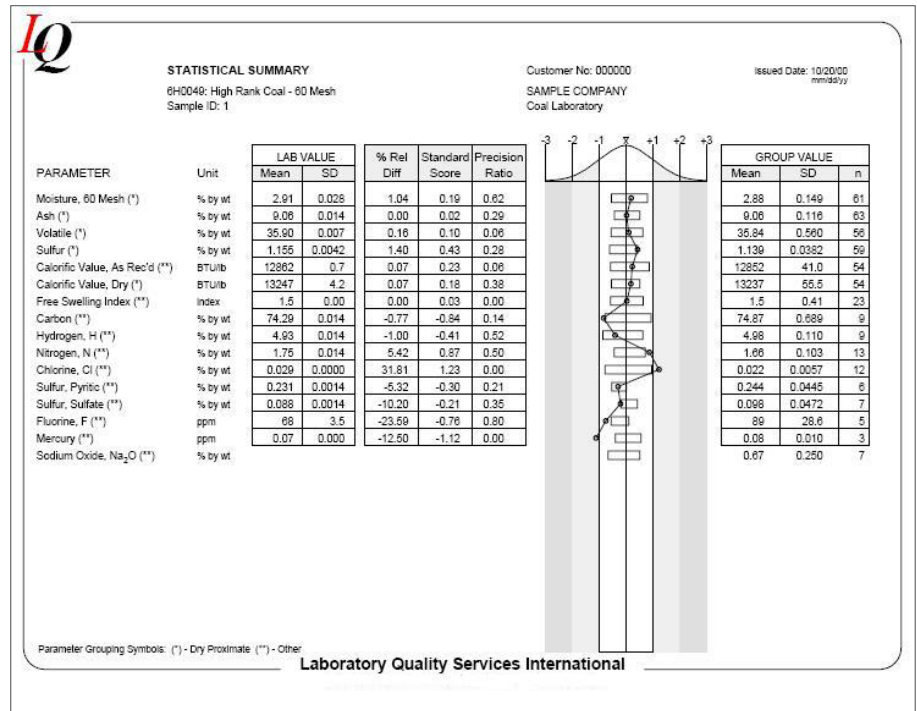 LQ
STATISTICAL SUMMARY
Customer No: 000000
Issued Date: 10/20/00
mm/dd/yy
6H0049: High Rank Coal - 60 Mesh
SAMPLE COMPANY
Sample ID: 1
Coal Laboratory
-3 -2 -1 x +1 +2 +3
LAB VALUE % Rel Standard Precision GROUP VALUE
PARAMETER Unit Mean SD Diff Score Ratio Mean SD n
Moisture, 60 Mesh (*) % by wt 2.91 0.028 1.04 0.19 0.62 2.88 0.149 61
Ash (*) % by wt 9.06 0.014 0.00 0.02 0.29 9.06 0.116 63
Volatile (*) % by wt 35.90 0.007 0.16 0.10 0.06 35.84 0.560 56
Sulfur (*) % by wt 1.155 0.0042 1.40 0.43 0.28 1.139 0.0382 59
Calorific Value, As Rec'd (**) BTU/lb 12862 0.7 0.07 0.23 0.06 12852 41.0 54
Calorific Value, Dry (*) BTU/lb 13247 4.2 0.07 0.18 0.38 13237 55.5 54
Free Swelling Index (**) Index 1.5 0.00 0.00 0.03 0.00 1.5 0.41 23
Carbon (**) % by wt 74.29 0.014 -0.77 -0.84 0.14 74.87 0.689 9
Hydrogen, H (**) % by wt 4.93 0.014 -1.00 -0.41 0.52 4.98 0.110 9
Nitrogen, N (**) % by wt 1.75 0.014 5.42 0.87 0.50 1.66 0.103 13
Chlorine, Cl (**) % by wt 0.029 0.0000 31.81 1.23 0.00 0.022 0.0057 12
Sulfur, Pyritic (**) % by wt 0.231 0.0014 -5.32 -0.30 0.21 0.244 0.0445 6
Sulfur, Sulfate (**) % by wt 0.088 0.0014 -10.20 -0.21 0.35 0.098 0.0472 7
Fluorine, F (**) ppm 68 3.5 -23.59 -0.76 0.80 89 28.6 5
Mercury (**) ppm 0.07 0.000 -12.50 -1.12 0.00 0.08 0.010 3
Sodium Oxide, Na₂O (**) % by wt 0.67 0.250 7
Parameter Grouping Symbols: (*) - Dry Proximate (**) - Other
Laboratory Quality Services International